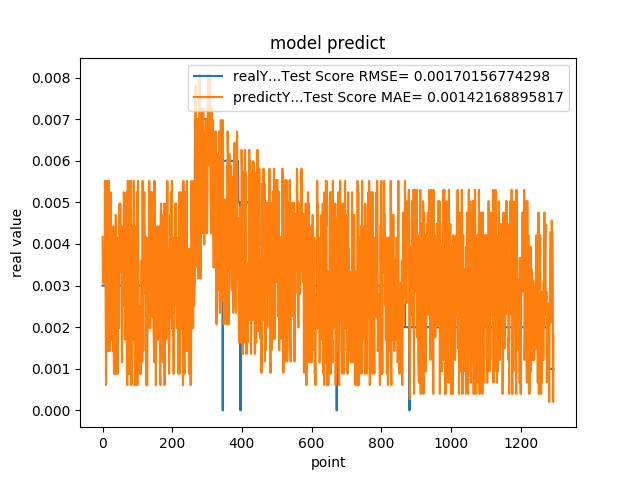 model predict
realY...Test Score RMSE= 0.00170156774298
predictY...Test Score MAE= 0.00142168895817
0.008
0.007
0.006
0.005
0.004
0.003
0.002
0.001
0.000
real value
0 200 400 600 800 1000 1200
point